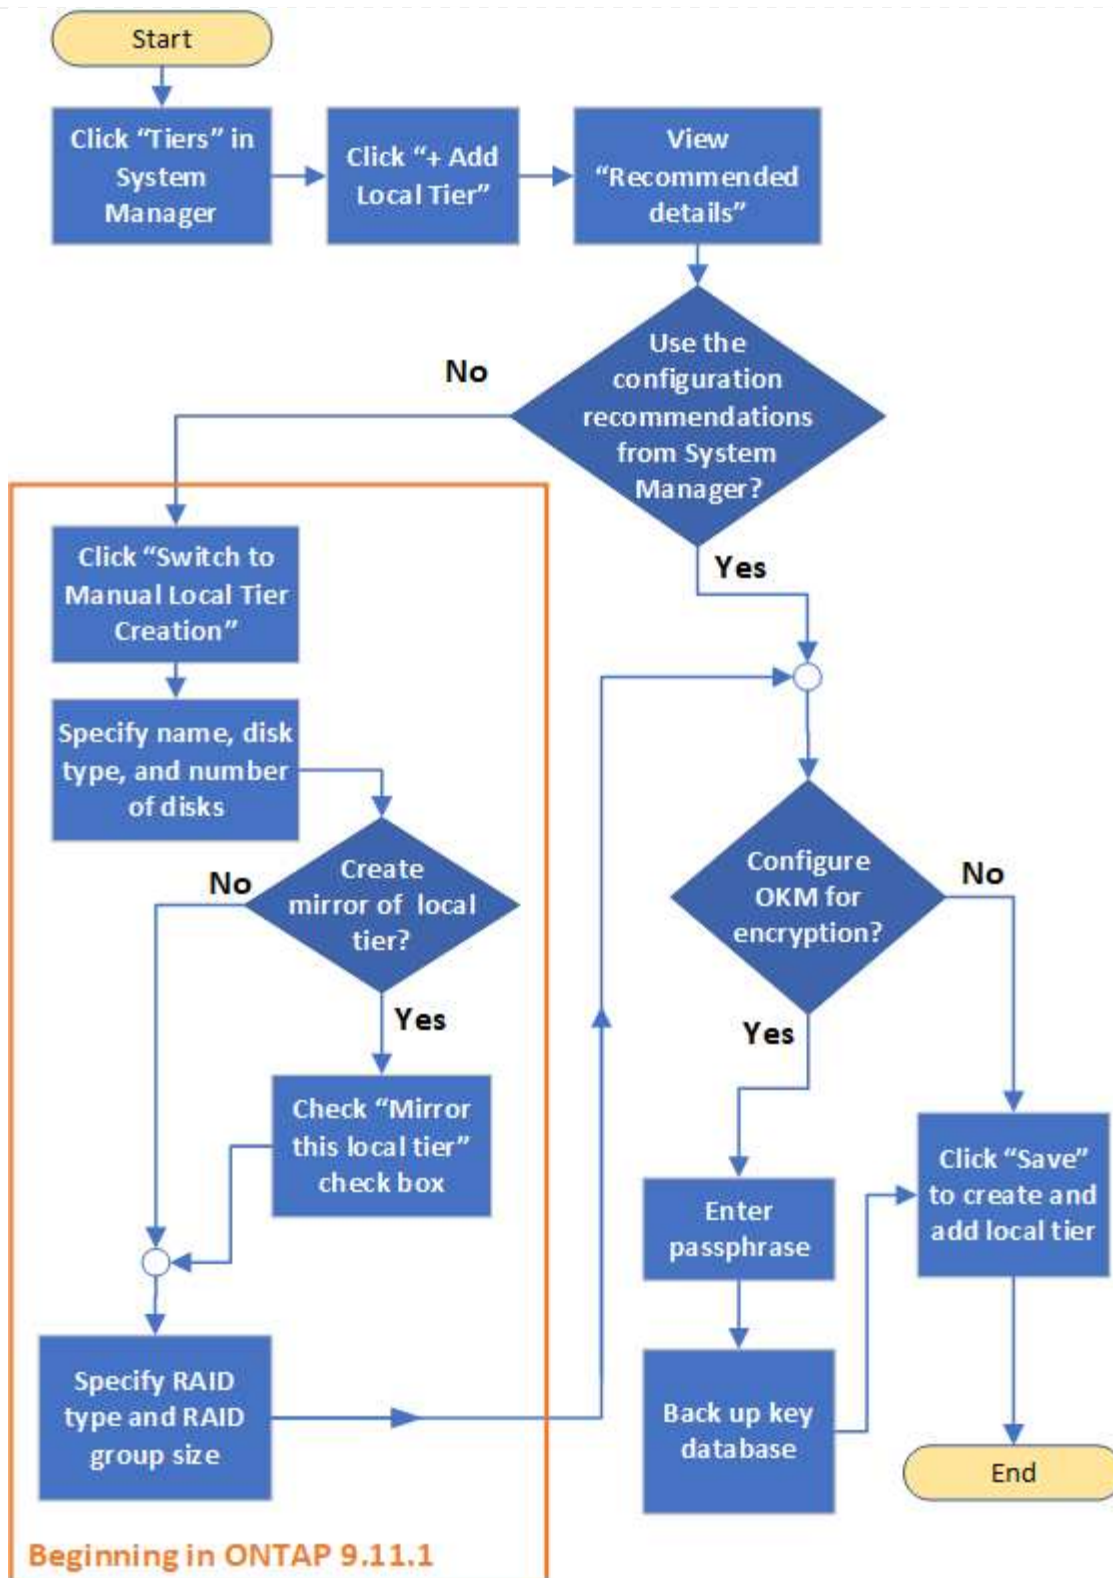 Start
Click “Tiers” in
System
Manager
Click “+ Add
Local Tier”
View
“Recommended
details”
Use the
configuration
recommendations
from System
Manager?
No
Yes
Click “Switch to
Manual Local Tier
Creation”
Specify name, disk
type, and number
of disks
Create
mirror of local
tier?
No
Yes
Check “Mirror
this local tier”
check box
Specify RAID
type and RAID
group size
Beginning in ONTAP 9.11.1
Configure
OKM for
encryption?
No
Yes
Enter
passphrase
Back up key
database
Click “Save”
to create and
add local tier
End